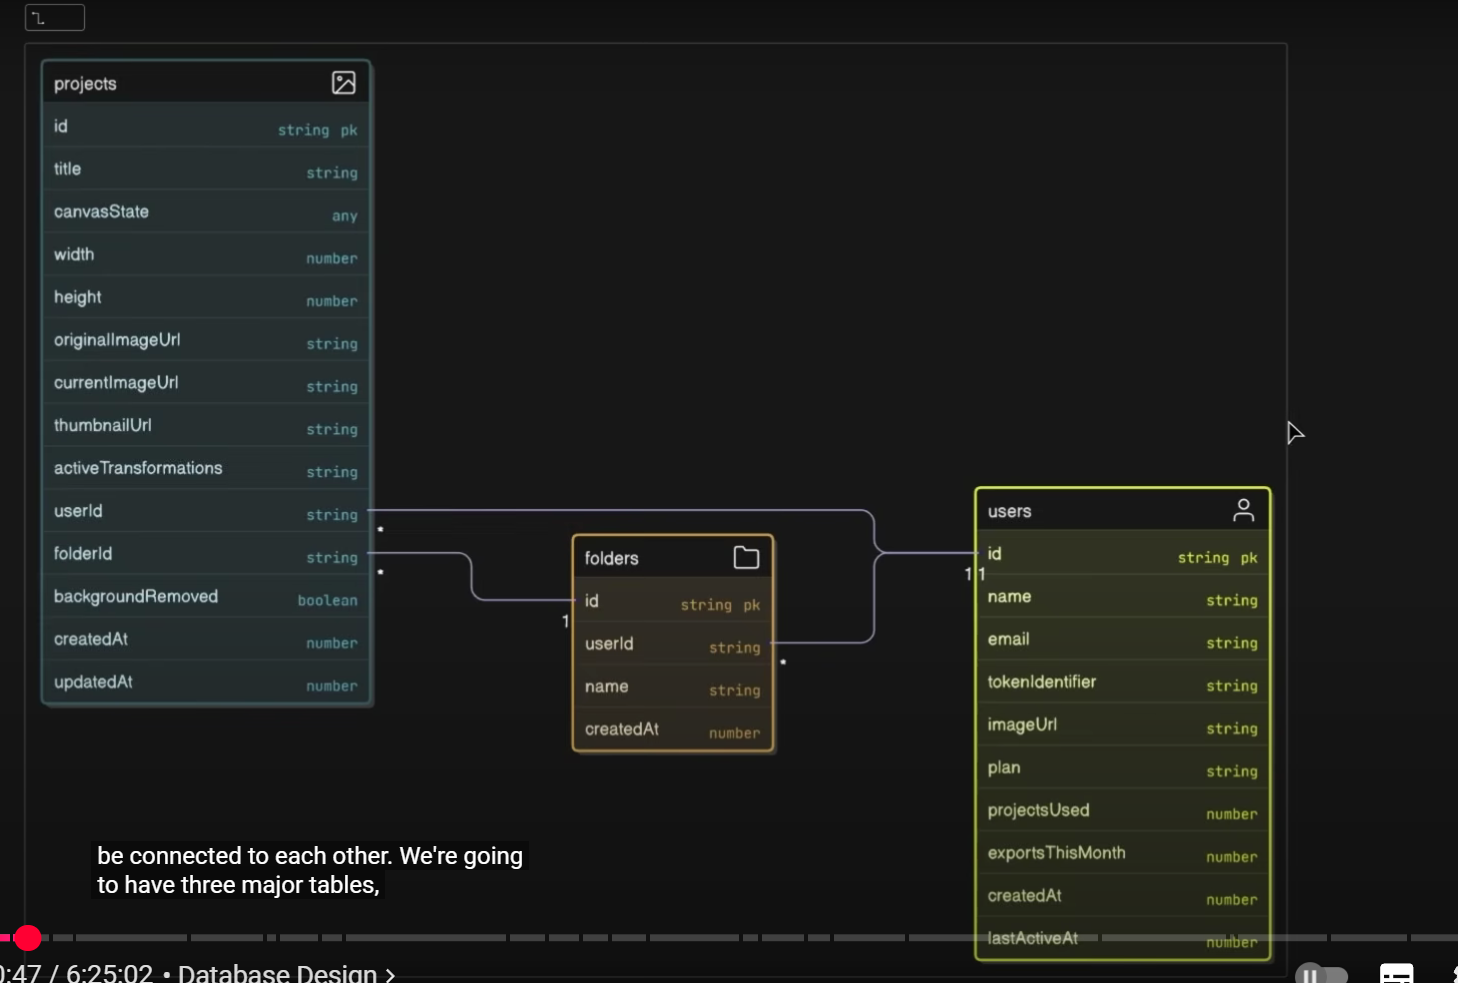 projects
id string pk
title string
canvasState any
width number
height number
originalImageUrl string
currentImageUrl string
thumbnailUrl string
activeTransformations string
userId string
*
folderId string
*
backgroundRemoved boolean
createdAt number
updatedAt number
folders
id string pk
1
userId string
*
name string
createdAt number
users
id string pk
1 1
name string
email string
tokenIdentifier string
imageUrl string
plan string
projectsUsed number
exportsThisMonth number
createdAt number
lastActiveAt number
be connected to each other. We're going
to have three major tables,
:47 / 6:25:02 • Database Design >